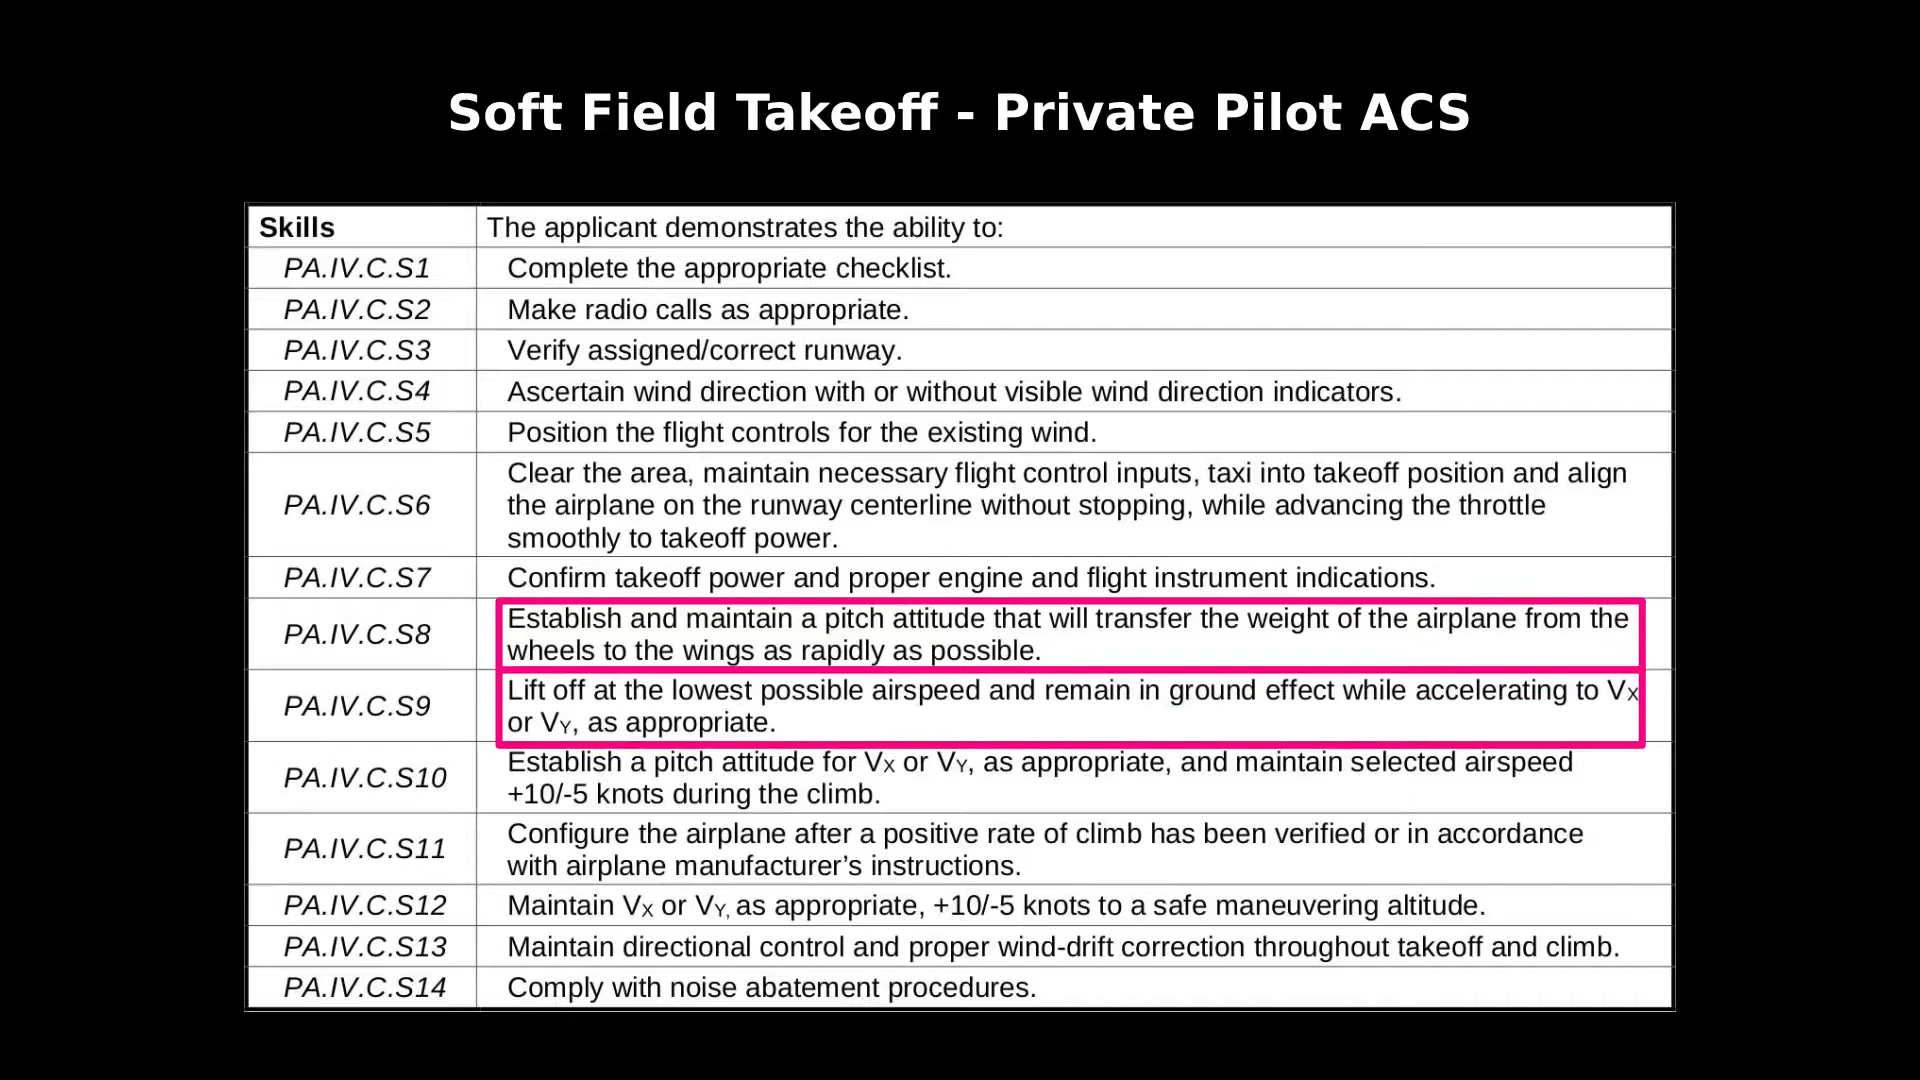 Soft Field Takeoff - Private Pilot ACS
Skills The applicant demonstrates the ability to:
PA.IV.C.S1 Complete the appropriate checklist.
PA.IV.C.S2 Make radio calls as appropriate.
PA.IV.C.S3 Verify assigned/correct runway.
PA.IV.C.S4 Ascertain wind direction with or without visible wind direction indicators.
PA.IV.C.S5 Position the flight controls for the existing wind.
PA.IV.C.S6 Clear the area, maintain necessary flight control inputs, taxi into takeoff position and align
the airplane on the runway centerline without stopping, while advancing the throttle
smoothly to takeoff power.
PA.IV.C.S7 Confirm takeoff power and proper engine and flight instrument indications.
PA.IV.C.S8 Establish and maintain a pitch attitude that will transfer the weight of the airplane from the
wheels to the wings as rapidly as possible.
PA.IV.C.S9 Lift off at the lowest possible airspeed and remain in ground effect while accelerating to VX
or VY, as appropriate.
PA.IV.C.S10 Establish a pitch attitude for VX or VY, as appropriate, and maintain selected airspeed
+10/-5 knots during the climb.
PA.IV.C.S11 Configure the airplane after a positive rate of climb has been verified or in accordance
with airplane manufacturer’s instructions.
PA.IV.C.S12 Maintain VX or VY, as appropriate, +10/-5 knots to a safe maneuvering altitude.
PA.IV.C.S13 Maintain directional control and proper wind-drift correction throughout takeoff and climb.
PA.IV.C.S14 Comply with noise abatement procedures.